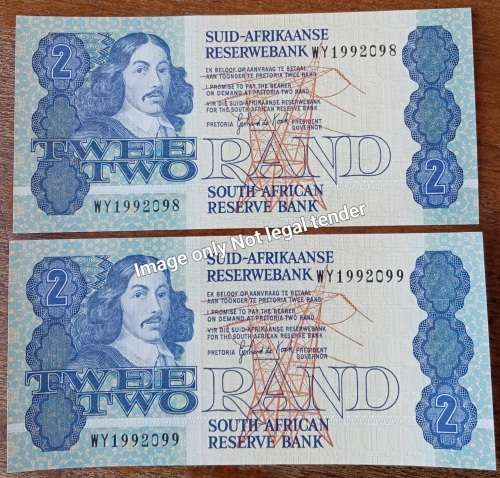 2
SUID-AFRIKAANSE
RESERWEBANK WY1992098
EK BELOOF OM AANVRAAG TE BETAAL
AAN TOONDER TE PRETORIA TWEE RAND
I PROMISE TO PAY THE BEARER
ON DEMAND AT PRETORIA TWO RAND
VIR DIE SUID-AFRIKAANSE RESERWEBANK
FOR THE SOUTH AFRICAN RESERVE BANK
PRETORIA PRESIDENT
GOVERNOR
TWEE
TWO
RAND
2
WY1992098
SOUTH AFRICAN
RESERVE BANK
Image only Not legal tender
2
SUID-AFRIKAANSE
RESERWEBANK WY1992099
EK BELOOF OM AANVRAAG TE BETAAL
AAN TOONDER TE PRETORIA TWEE RAND
I PROMISE TO PAY THE BEARER
ON DEMAND AT PRETORIA TWO RAND
VIR DIE SUID-AFRIKAANSE RESERWEBANK
FOR THE SOUTH AFRICAN RESERVE BANK
PRETORIA PRESIDENT
GOVERNOR
TWEE
TWO
RAND
2
WY1992099
SOUTH AFRICAN
RESERVE BANK